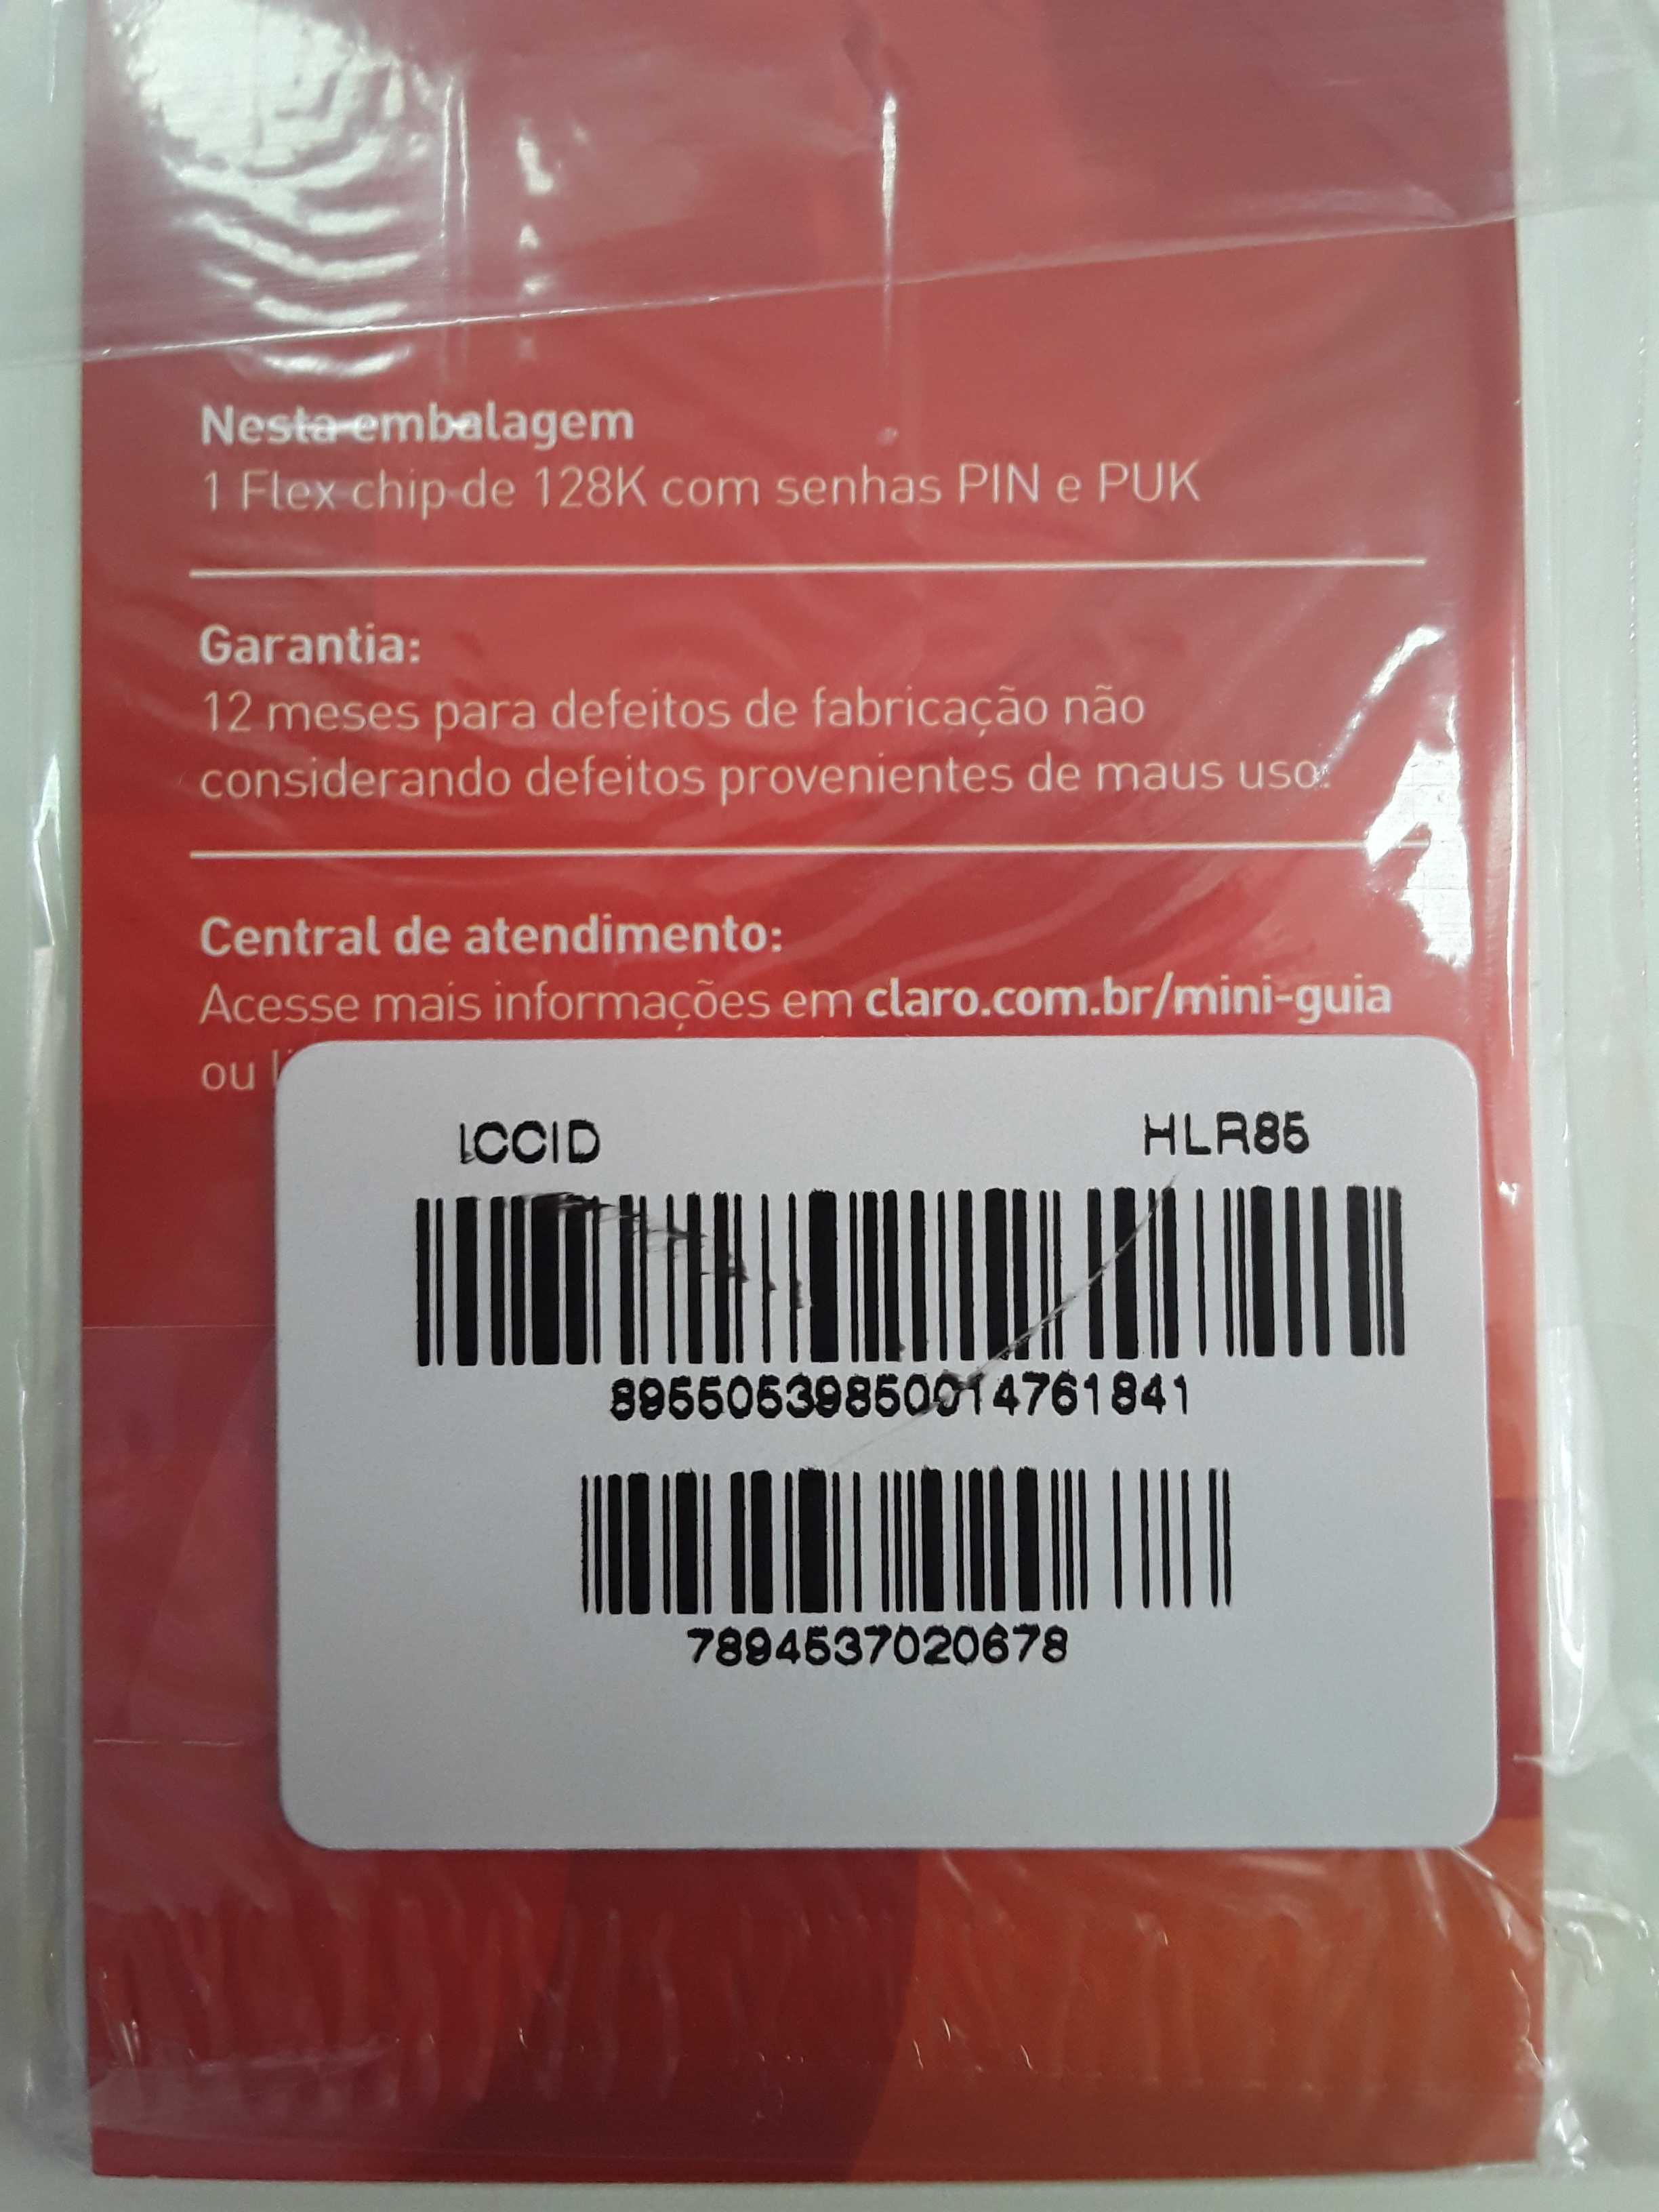 Nesta embalagem
1 Flex chip de 128K com senhas PIN e PUK
Garantia:
12 meses para defeitos de fabricação não
considerando defeitos provenientes de maus uso.
Central de atendimento:
Acesse mais informações em claro.com.br/mini-guia
ou
ICCID HLR85
89550539850014761841
7894537020678